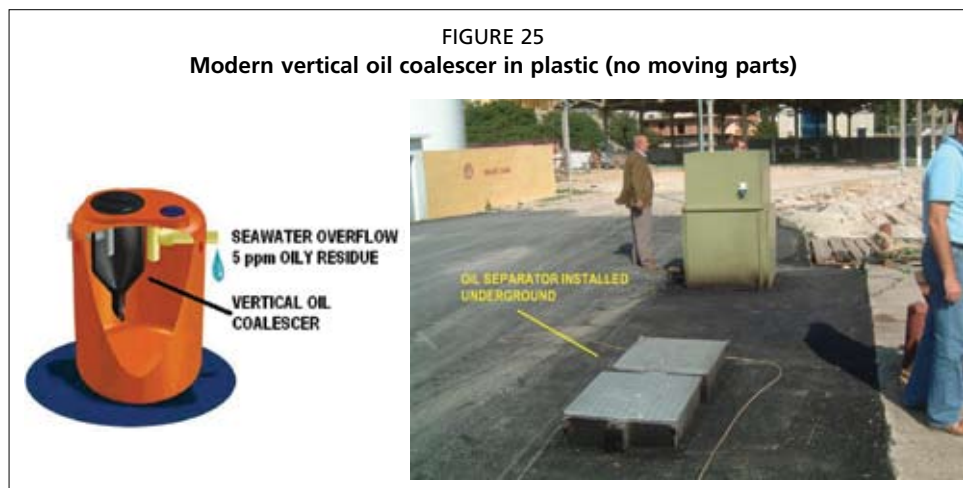 FIGURE 25
Modern vertical oil coalescer in plastic (no moving parts)
SEAWATER OVERFLOW
5 ppm OILY RESIDUE
VERTICAL OIL
COALESCER
OIL SEPARATOR INSTALLED
UNDERGROUND